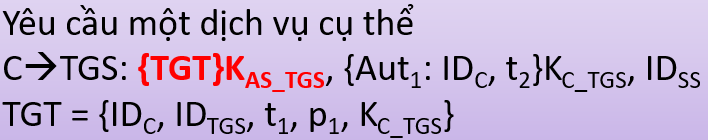 Yêu cầu một dịch vụ cụ thể
C→TGS: {TGT}K_AS_TGS, {Aut₁: ID_C, t₂}K_C_TGS, ID_SS
TGT = {ID_C, ID_TGS, t₁, p₁, K_C_TGS}